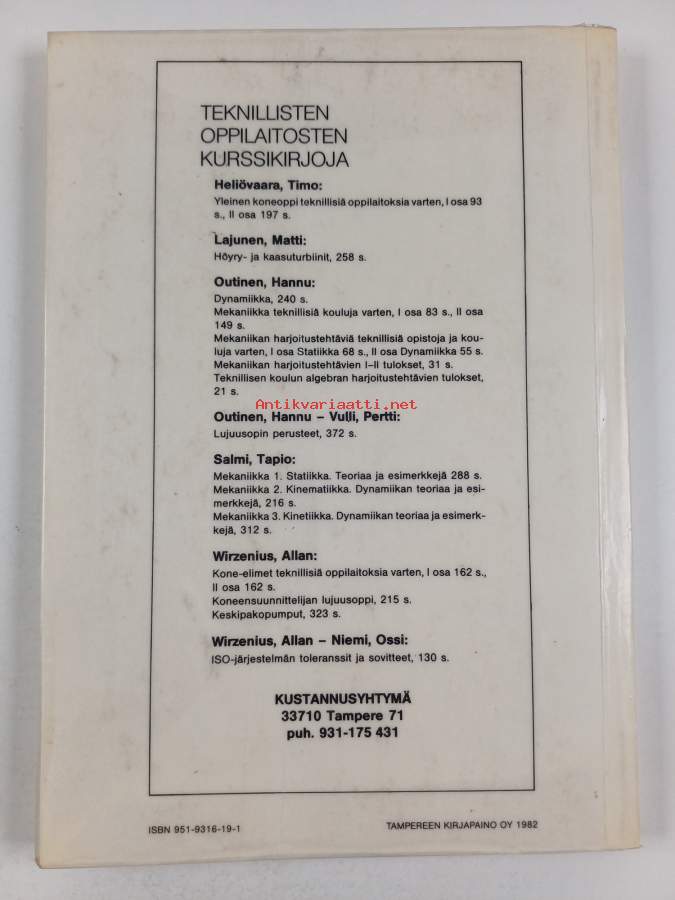 TEKNILLISTEN
OPPILAITOSTEN
KURSSIKIRJOJA
Heliövaara, Timo:
Yleinen koneoppi teknillisiä oppilaitoksia varten, I osa 93
s., II osa 197 s.
Lajunen, Matti:
Höyry- ja kaasuturbiinit, 258 s.
Outinen, Hannu:
Dynamiikka, 240 s.
Mekaniikka teknillisiä kouluja varten, I osa 83 s., II osa
149 s.
Mekaniikan harjoitustehtäviä teknillisiä opistoja ja kou-
luja varten, I osa Statiikka 68 s., II osa Dynamiikka 55 s.
Mekaniikan harjoitustehtävien I–II tulokset, 31 s.
Teknillisen koulun algebran harjoitustehtävien tulokset,
21 s.
Antikvariaatti.net
Outinen, Hannu – Vulli, Pertti:
Lujuusopin perusteet, 372 s.
Salmi, Tapio:
Mekaniikka 1. Statiikka. Teoriaa ja esimerkkejä 288 s.
Mekaniikka 2. Kinematiikka. Dynamiikan teoriaa ja esi-
merkkejä, 216 s.
Mekaniikka 3. Kinetiikka. Dynamiikan teoriaa ja esimerk-
kejä, 312 s.
Wirzenius, Allan:
Kone-elimet teknillisiä oppilaitoksia varten, I osa 162 s.,
II osa 162 s.
Koneensuunnittelijan lujuusoppi, 215 s.
Keskipakopumput, 323 s.
Wirzenius, Allan – Niemi, Ossi:
ISO-järjestelmän toleranssit ja sovitteet, 130 s.
KUSTANNUSYHTYMÄ
33710 Tampere 71
puh. 931-175 431
ISBN 951-9316-19-1
TAMPEREEN KIRJAPAINO OY 1982